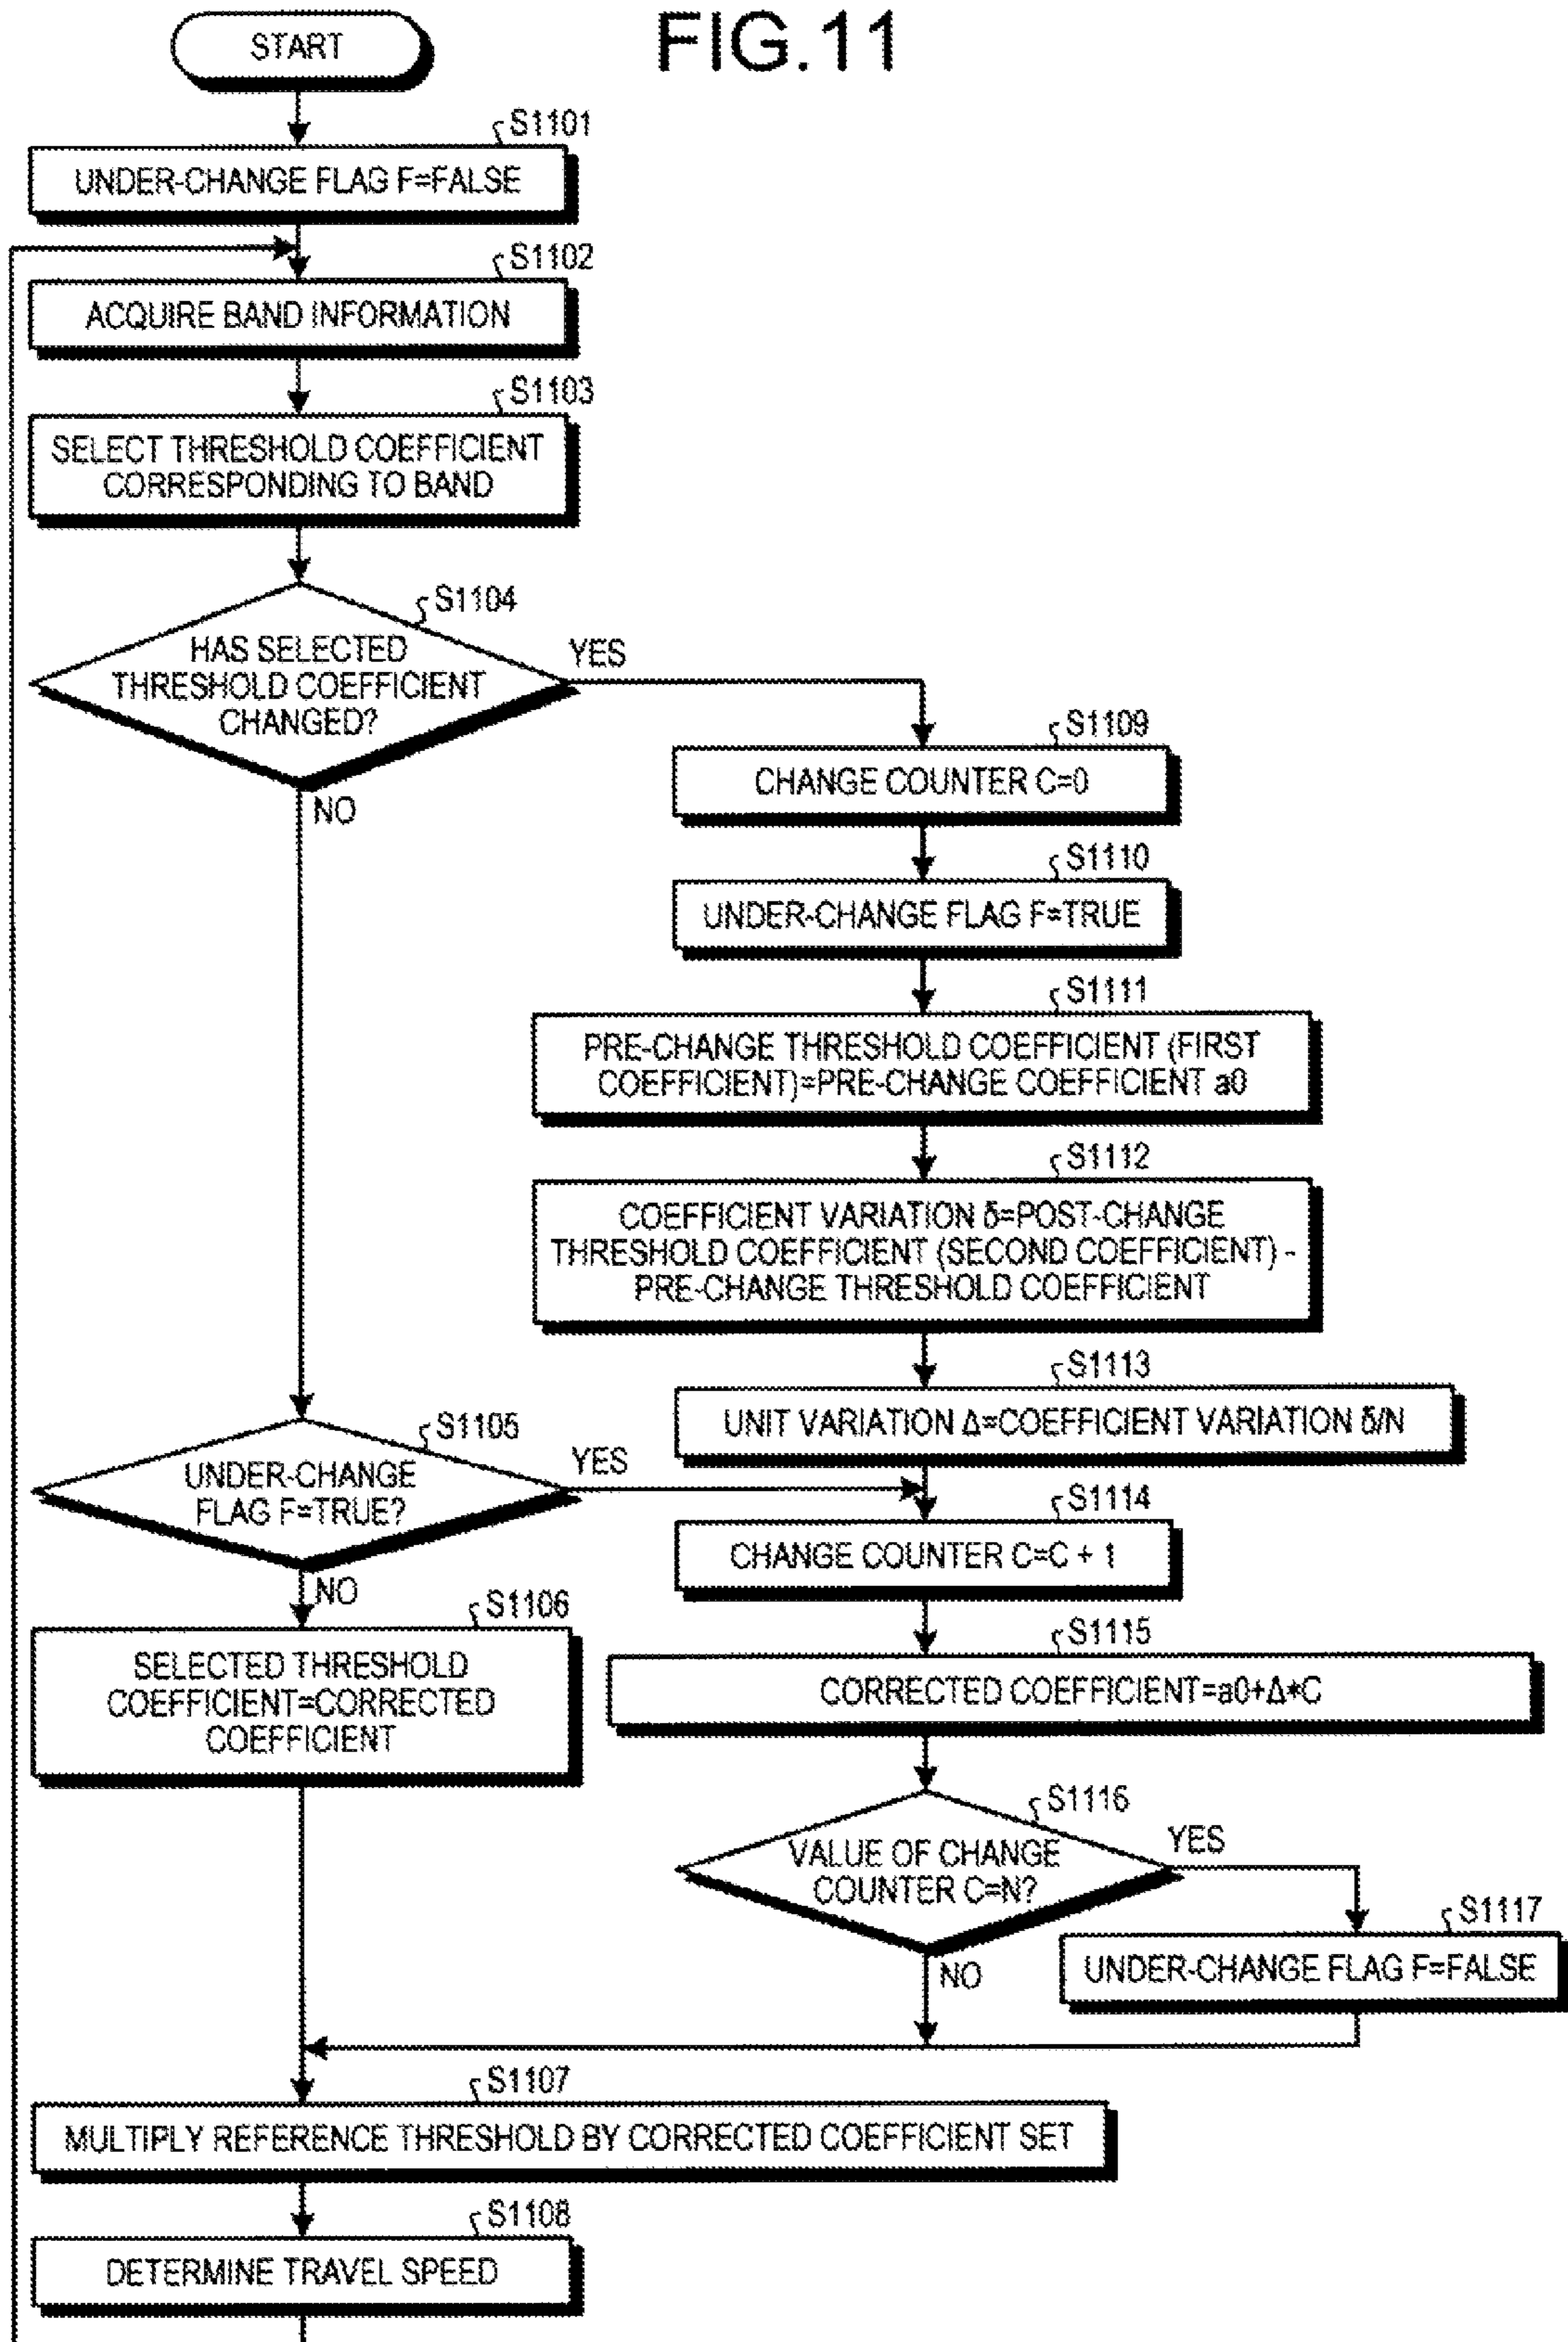 FIG.11
START
S1101
UNDER-CHANGE FLAG F=FALSE
S1102
ACQUIRE BAND INFORMATION
S1103
SELECT THRESHOLD COEFFICIENT
CORRESPONDING TO BAND
S1104
HAS SELECTED
THRESHOLD COEFFICIENT
CHANGED?
YES
NO
S1109
CHANGE COUNTER C=0
S1110
UNDER-CHANGE FLAG F=TRUE
S1111
PRE-CHANGE THRESHOLD COEFFICIENT (FIRST
COEFFICIENT)=PRE-CHANGE COEFFICIENT a0
S1112
COEFFICIENT VARIATION δ=POST-CHANGE
THRESHOLD COEFFICIENT (SECOND COEFFICIENT) -
PRE-CHANGE THRESHOLD COEFFICIENT
S1113
UNIT VARIATION Δ=COEFFICIENT VARIATION δ/N
S1105
UNDER-CHANGE
FLAG F=TRUE?
YES
NO
S1114
CHANGE COUNTER C=C + 1
S1106
SELECTED THRESHOLD
COEFFICIENT=CORRECTED
COEFFICIENT
S1115
CORRECTED COEFFICIENT=a0+Δ*C
S1116
VALUE OF CHANGE
COUNTER C=N?
YES
NO
S1117
UNDER-CHANGE FLAG F=FALSE
S1107
MULTIPLY REFERENCE THRESHOLD BY CORRECTED COEFFICIENT SET
S1108
DETERMINE TRAVEL SPEED